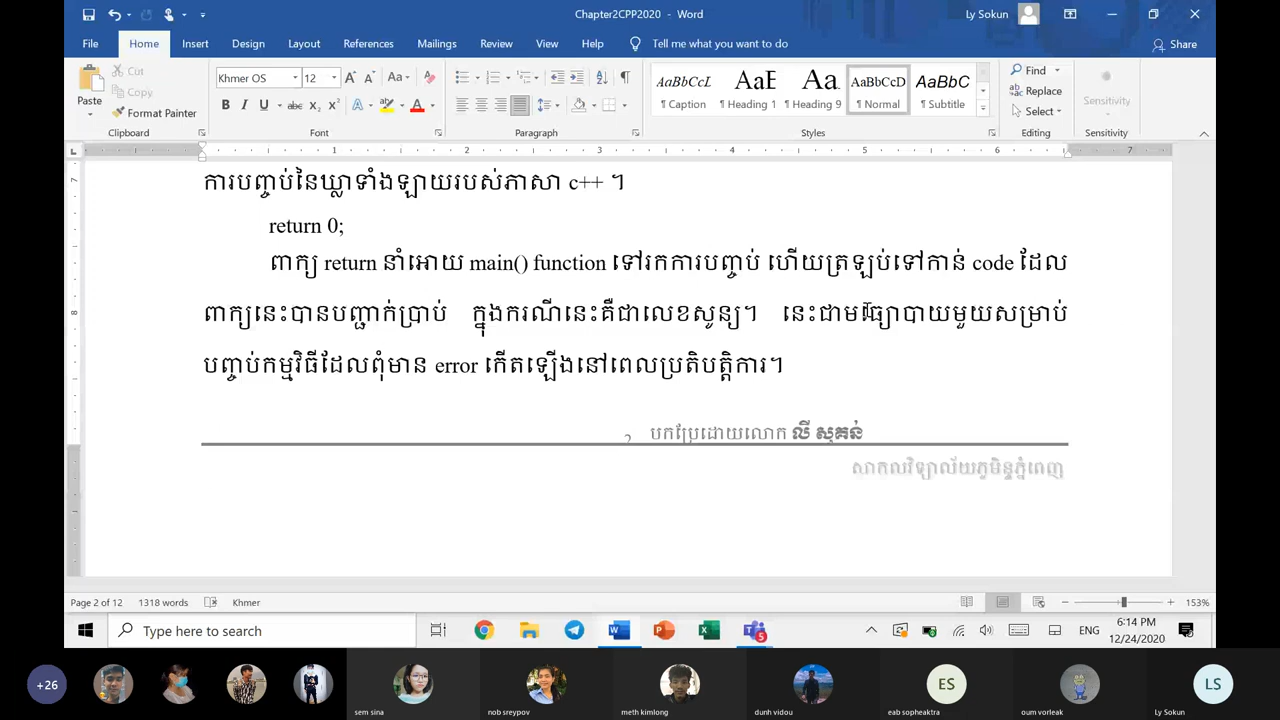 Chapter2CPP2020 - Word
Ly Sokun
File Home Insert Design Layout References Mailings Review View Help Tell me what you want to do Share
Paste
Cut
Copy
Format Painter
Clipboard
Khmer OS 12
Font
Paragraph
AaBbCcL AaE Aa AaBbCcD AaBbC
¶ Caption ¶ Heading 1 ¶ Heading 9 ¶ Normal ¶ Subtitle
Styles
Find
Replace
Select
Editing
Sensitivity
Sensitivity
1 2 3 4 5 6 7
ការបញ្ចប់នៃឃ្លាទាំងឡាយរបស់ភាសា c++ ។
return 0;
ពាក្យ return នាំអោយ main() function ទៅរកការបញ្ចប់ ហើយត្រឡប់ទៅកាន់ code ដែល
ពាក្យនេះបានបញ្ជាក់ប្រាប់ ក្នុងករណីនេះគឺជាលេខសូន្យ។ នេះជាមធ្យោបាយមួយសម្រាប់
បញ្ចប់កម្មវិធីដែលពុំមាន error កើតឡើងនៅពេលប្រតិបត្តិការ។
2 បកប្រែដោយលោក លី សុគន់
សាកលវិទ្យាល័យភូមិន្ទភ្នំពេញ
Page 2 of 12 1318 words Khmer 153%
Type here to search
5
ENG
6:14 PM
12/24/2020
+26
ES
LS
sem sina
nob sreypov
meth kimlong
dunh vidou
eab sopheaktra
oum vorleak
Ly Sokun